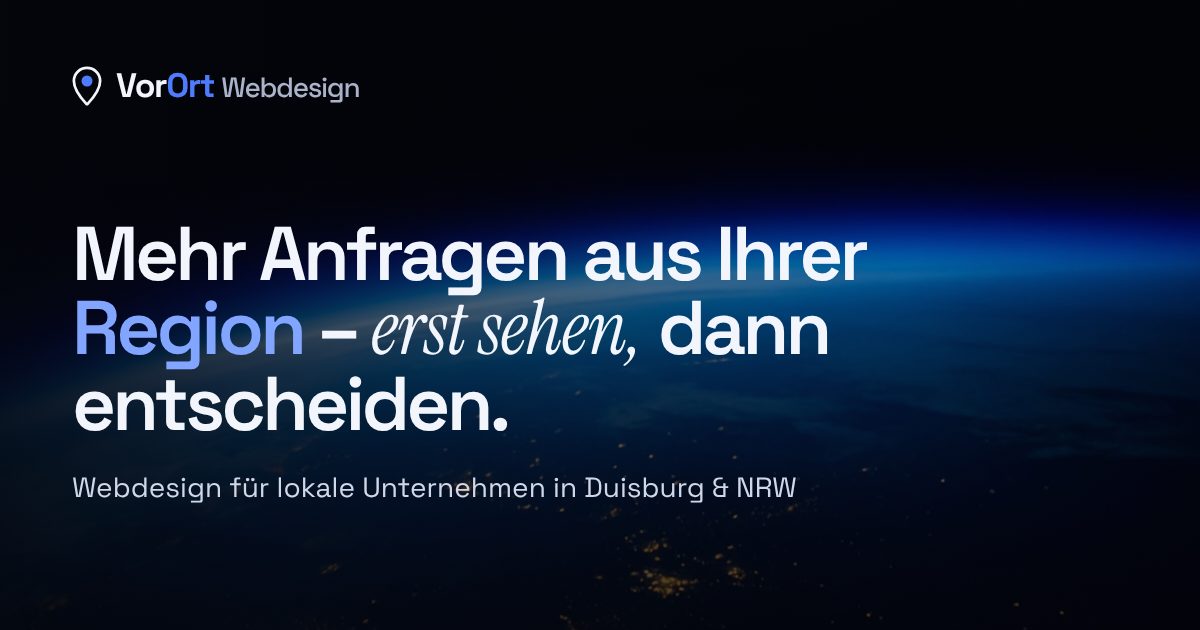 VorOrt Webdesign
Mehr Anfragen aus Ihrer
Region – erst sehen, dann
entscheiden.
Webdesign für lokale Unternehmen in Duisburg & NRW